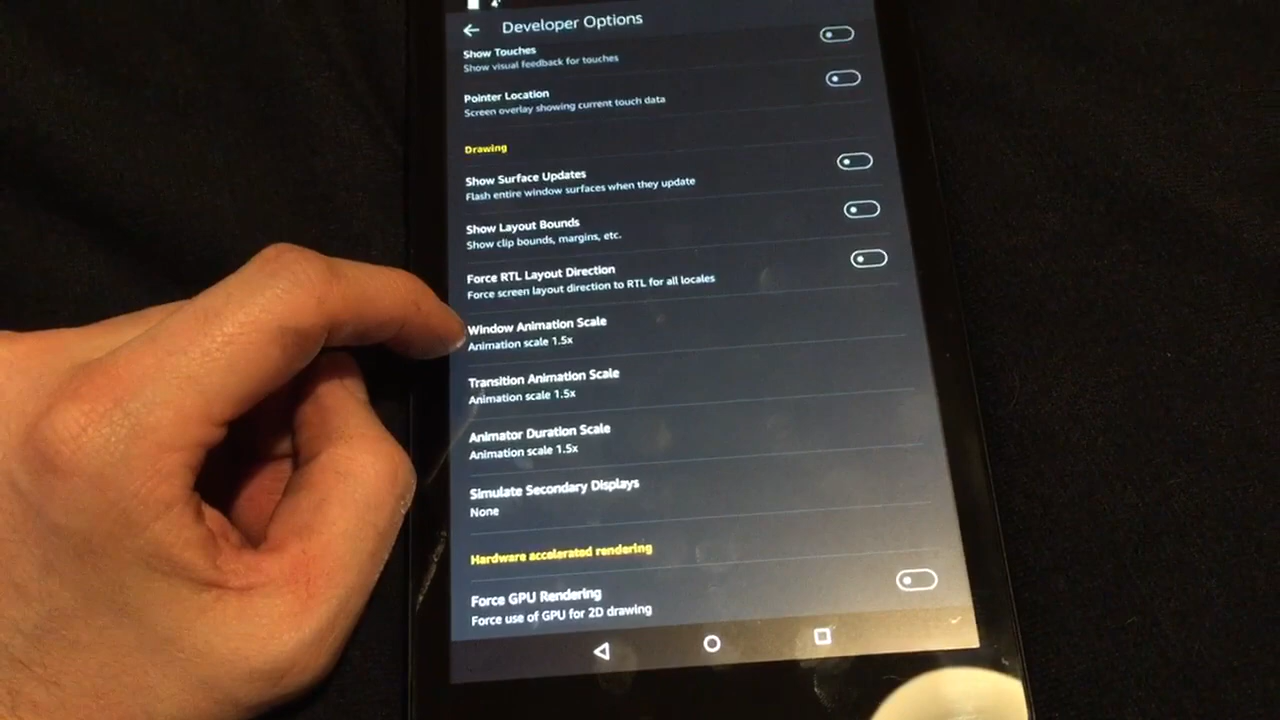 Developer Options
Show Touches
Show visual feedback for touches
Pointer Location
Screen overlay showing current touch data
Drawing
Show Surface Updates
Flash entire window surfaces when they update
Show Layout Bounds
Show clip bounds, margins, etc.
Force RTL Layout Direction
Force screen layout direction to RTL for all locales
Window Animation Scale
Animation scale 1.5x
Transition Animation Scale
Animation scale 1.5x
Animator Duration Scale
Animation scale 1.5x
Simulate Secondary Displays
None
Hardware accelerated rendering
Force GPU Rendering
Force use of GPU for 2D drawing